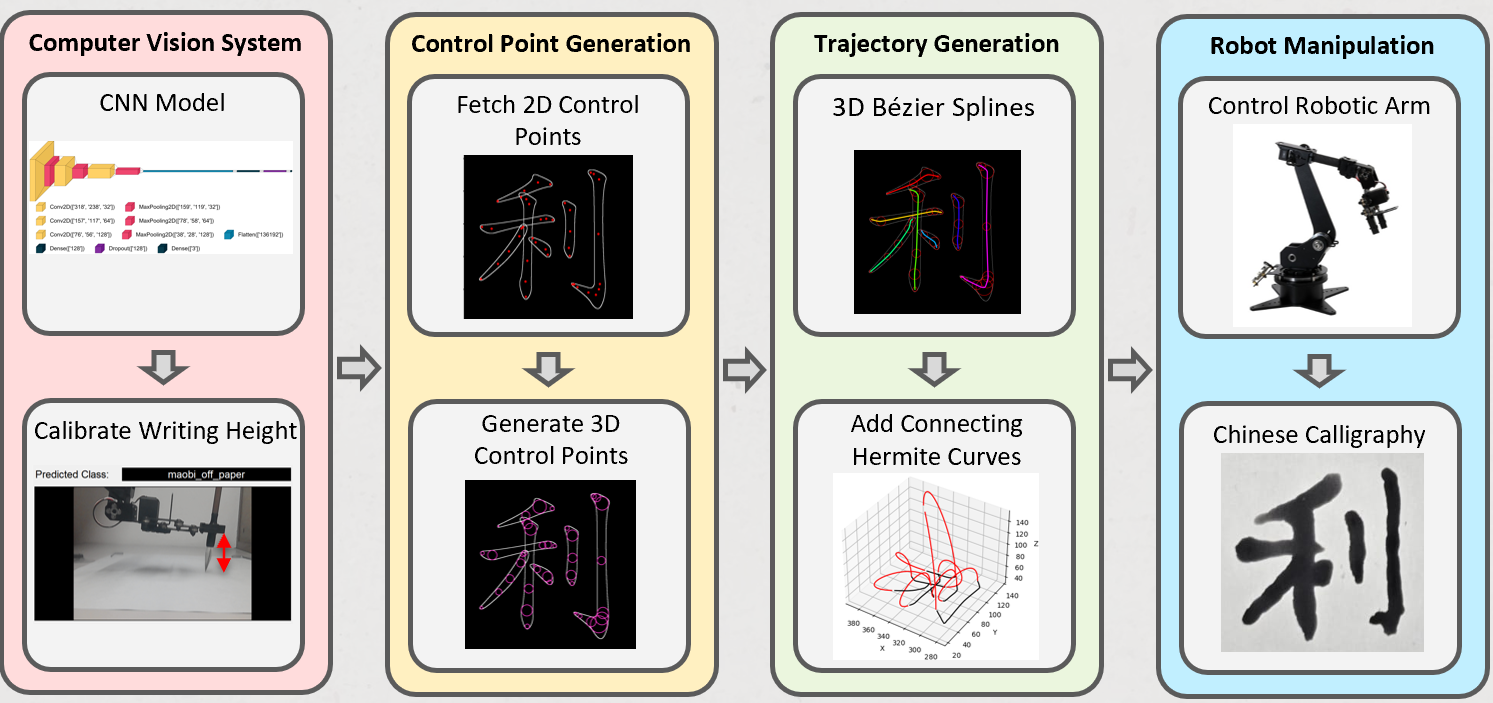 Computer Vision System
CNN Model
Conv2D(['318', '238', '32'])
MaxPooling2D(['159', '119', '32'])
Conv2D(['157', '117', '64'])
MaxPooling2D(['78', '58', '64'])
Conv2D(['76', '56', '128'])
MaxPooling2D(['38', '28', '128'])
Flatten(['136192'])
Dense(['128'])
Dropout(['128'])
Dense(['3'])
Calibrate Writing Height
Predicted Class:
maobi_off_paper
Control Point Generation
Fetch 2D Control
Points
利
Generate 3D
Control Points
利
Trajectory Generation
3D Bézier Splines
利
Add Connecting
Hermite Curves
140
120
100
80
60
40
Z
140
120
100
80
60
40
20
Y
380
360
340
320
300
280
X
Robot Manipulation
Control Robotic Arm
Chinese Calligraphy
利